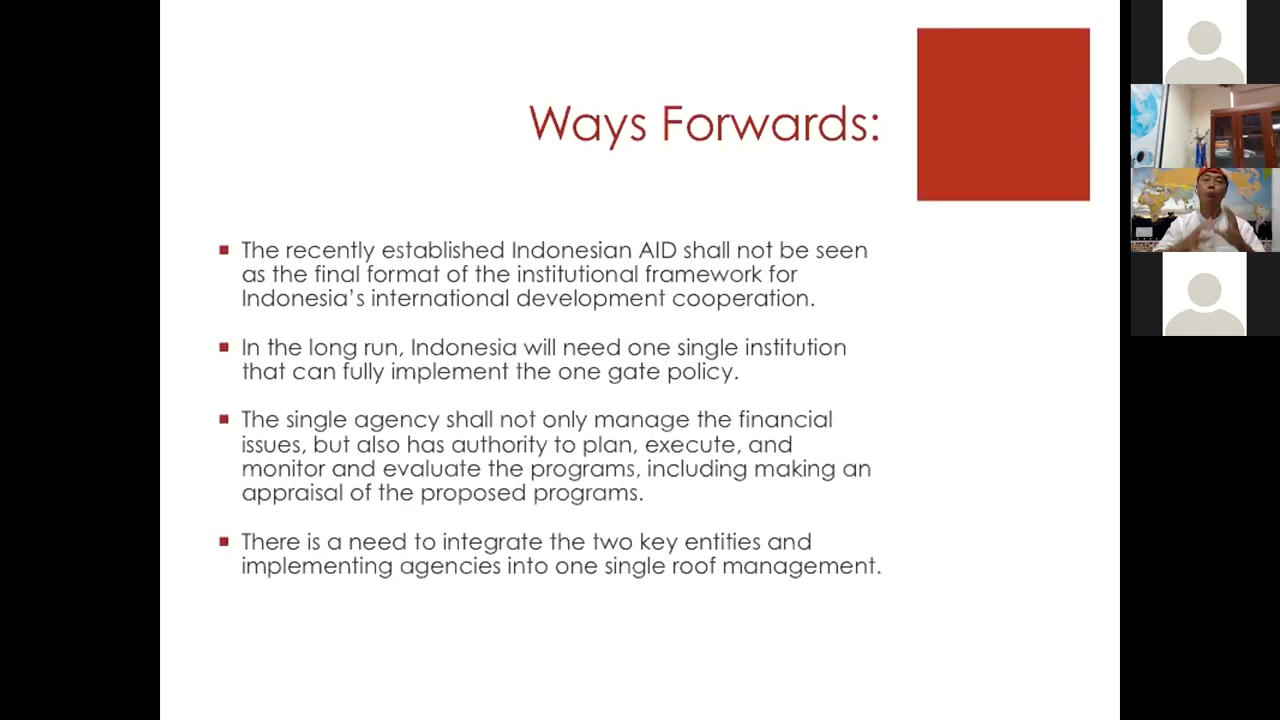 Ways Forwards:
The recently established Indonesian AID shall not be seen
as the final format of the institutional framework for
Indonesia’s international development cooperation.
In the long run, Indonesia will need one single institution
that can fully implement the one gate policy.
The single agency shall not only manage the financial
issues, but also has authority to plan, execute, and
monitor and evaluate the programs, including making an
appraisal of the proposed programs.
There is a need to integrate the two key entities and
implementing agencies into one single roof management.